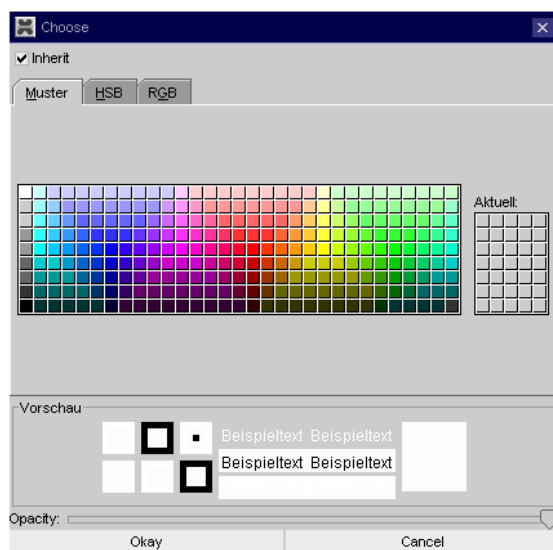 Choose
Inherit
Muster HSB RGB
Aktuell:
Vorschau
Beispieltext Beispieltext
Beispieltext Beispieltext
Opacity:
Okay Cancel